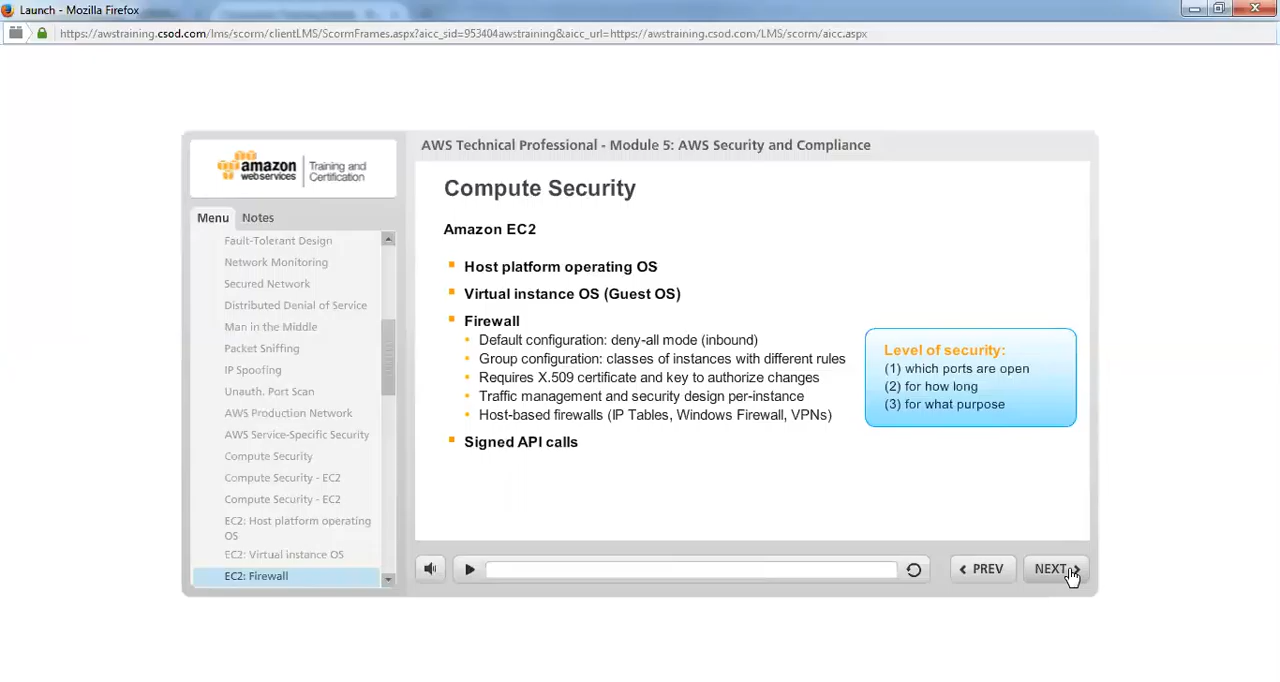 Launch - Mozilla Firefox
https://awstraining.csod.com/lms/scorm/clientLMS/ScormFrames.aspx?aicc_sid=953404awstraining&aicc_url=https://awstraining.csod.com/LMS/scorm/aicc.aspx
amazon webservices
Training and Certification
AWS Technical Professional - Module 5: AWS Security and Compliance
Menu
Notes
Fault-Tolerant Design
Network Monitoring
Secured Network
Distributed Denial of Service
Man in the Middle
Packet Sniffing
IP Spoofing
Unauth. Port Scan
AWS Production Network
AWS Service-Specific Security
Compute Security
Compute Security - EC2
Compute Security - EC2
EC2: Host platform operating
OS
EC2: Virtual instance OS
EC2: Firewall
Compute Security
Amazon EC2
Host platform operating OS
Virtual instance OS (Guest OS)
Firewall
Default configuration: deny-all mode (inbound)
Group configuration: classes of instances with different rules
Requires X.509 certificate and key to authorize changes
Traffic management and security design per-instance
Host-based firewalls (IP Tables, Windows Firewall, VPNs)
Signed API calls
Level of security:
(1) which ports are open
(2) for how long
(3) for what purpose
PREV
NEXT